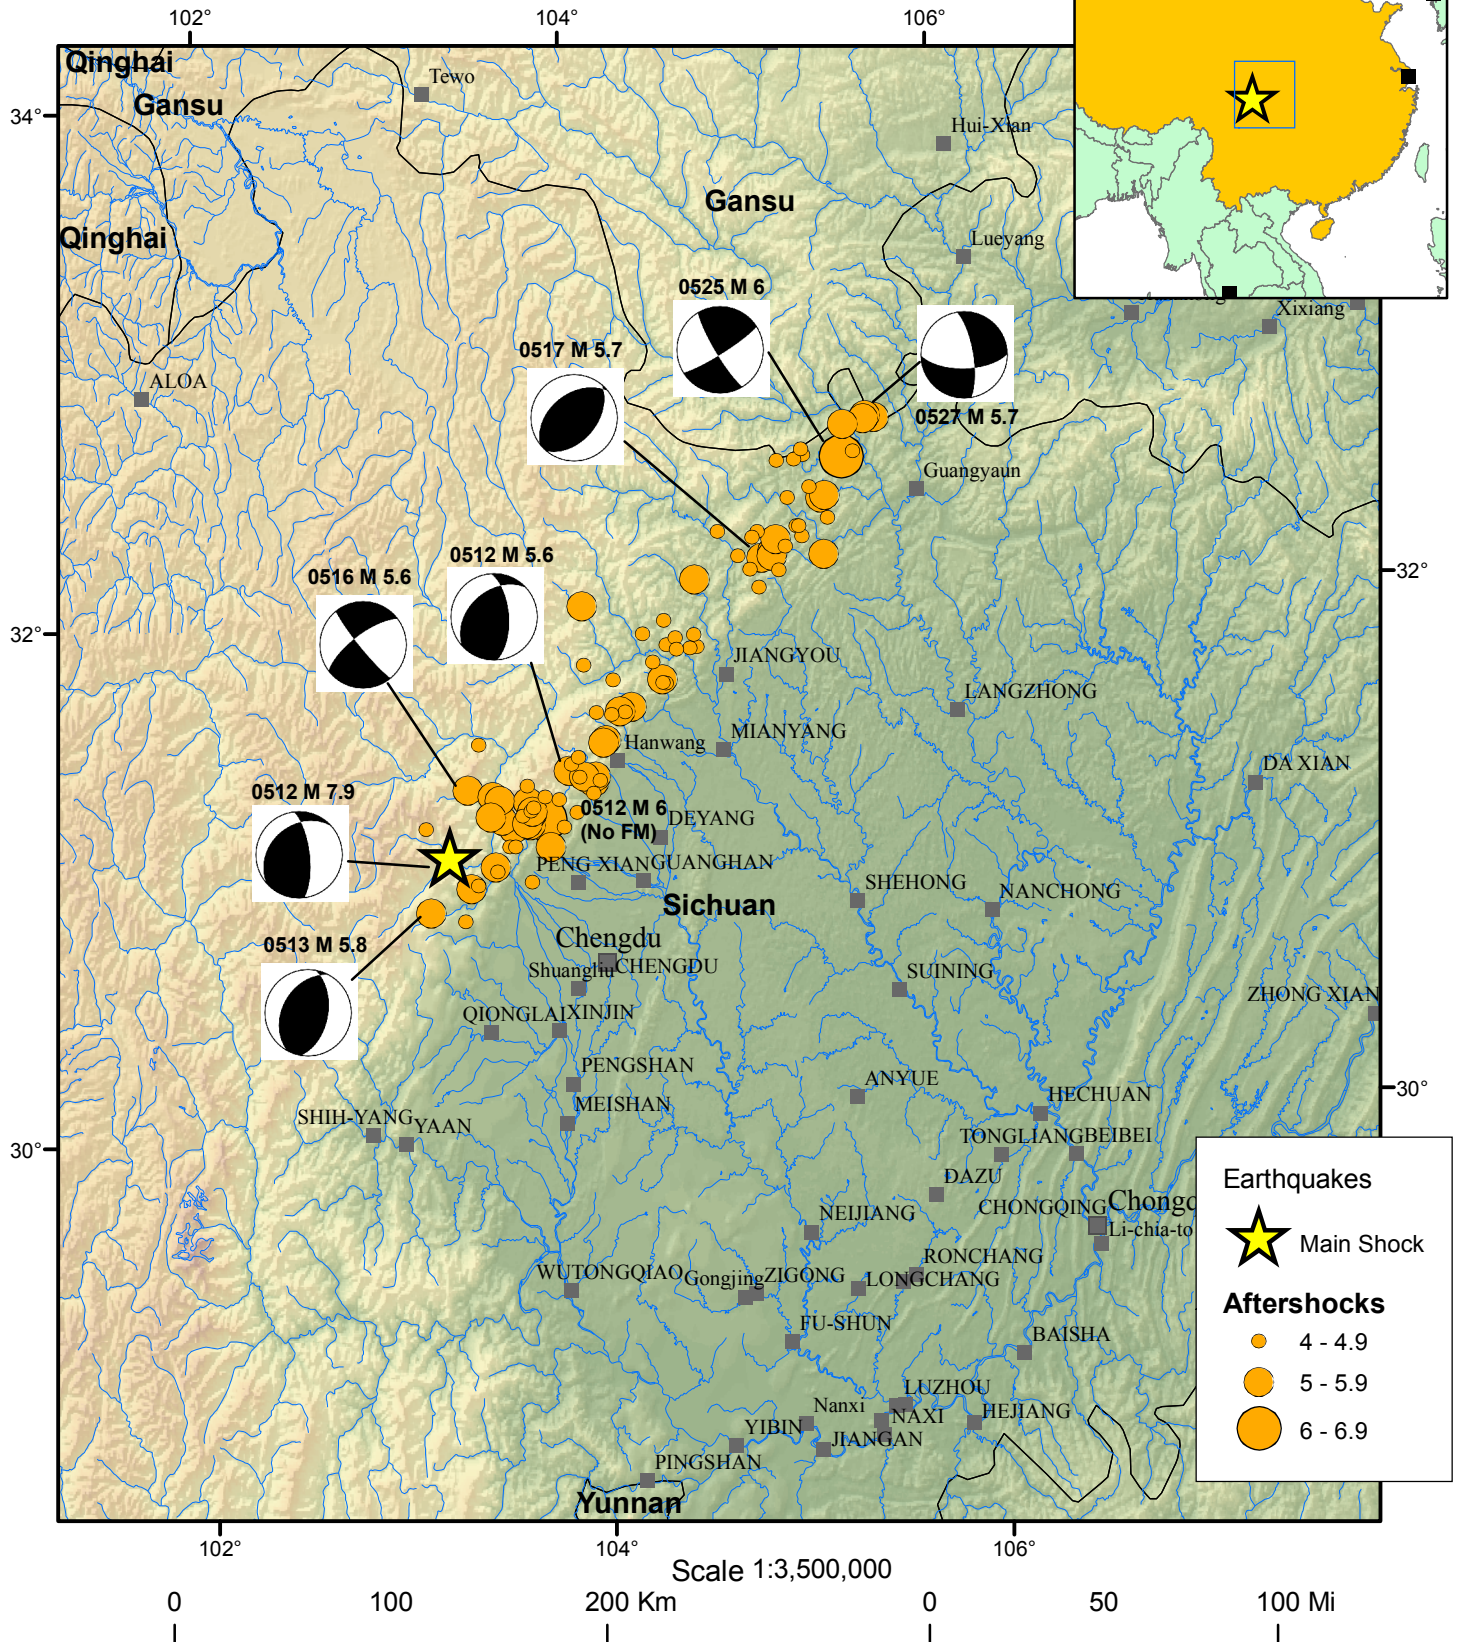 102°
104°
106°
Qinghai
Tewo
Gansu
34°
Hui-Xian
Gansu
Qinghai
Lueyang
0525 M 6
Xixiang
0517 M 5.7
ALOA
0527 M 5.7
Guangyaun
0512 M 5.6
32°
0516 M 5.6
32°
JIANGYOU
LANGZHONG
MIANYANG
Hanwang
DA XIAN
0512 M 7.9
0512 M 6
(No FM)
DEYANG
PENG XIAN
GUANGHAN
SHEHONG
NANCHONG
Sichuan
0513 M 5.8
Chengdu
CHENGDU
Shuangliu
SUINING
ZHONG XIAN
QIONGLAI
XINJIN
PENGSHAN
ANYUE
30°
MEISHAN
HECHUAN
SHIH-YANG
YAAN
TONGLIANG
BEIBEI
30°
DAZU
CHONGQING
Chongq
NEIJIANG
Li-chia-to
RONCHANG
WUTONGQIAO
Gongjing
ZIGONG
LONGCHANG
FU-SHUN
BAISHA
LUZHOU
Nanxi
NAXI
HEJIANG
YIBIN
JIANGAN
PINGSHAN
Yunnan
Earthquakes
Main Shock
Aftershocks
4 - 4.9
5 - 5.9
6 - 6.9
102°
104°
106°
Scale 1:3,500,000
0 100 200 Km
0 50 100 Mi